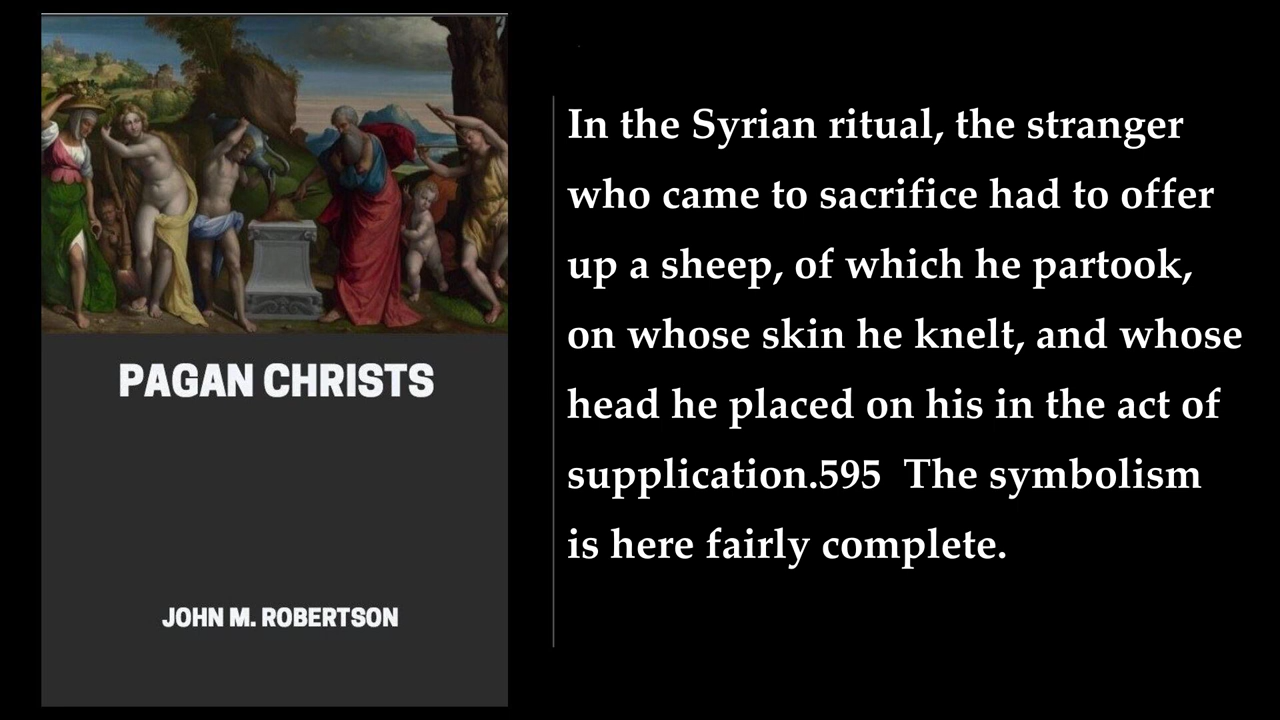 PAGAN CHRISTS
JOHN M. ROBERTSON
In the Syrian ritual, the stranger
who came to sacrifice had to offer
up a sheep, of which he partook,
on whose skin he knelt, and whose
head he placed on his in the act of
supplication.595  The symbolism
is here fairly complete.